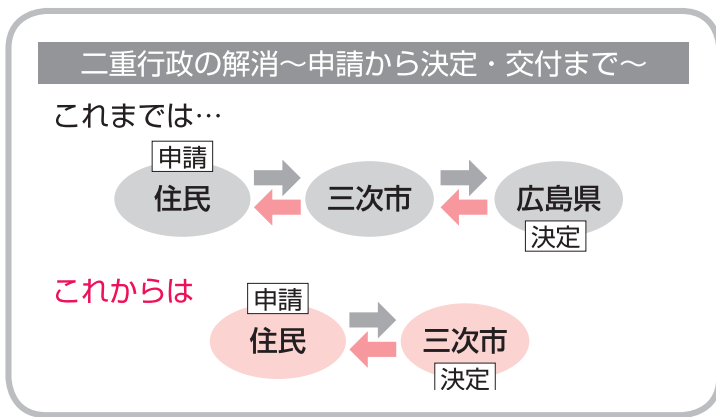 二重行政の解消～申請から決定・交付まで～
これまでは…
申請
住民
三次市
広島県
決定
これからは
申請
住民
三次市
決定